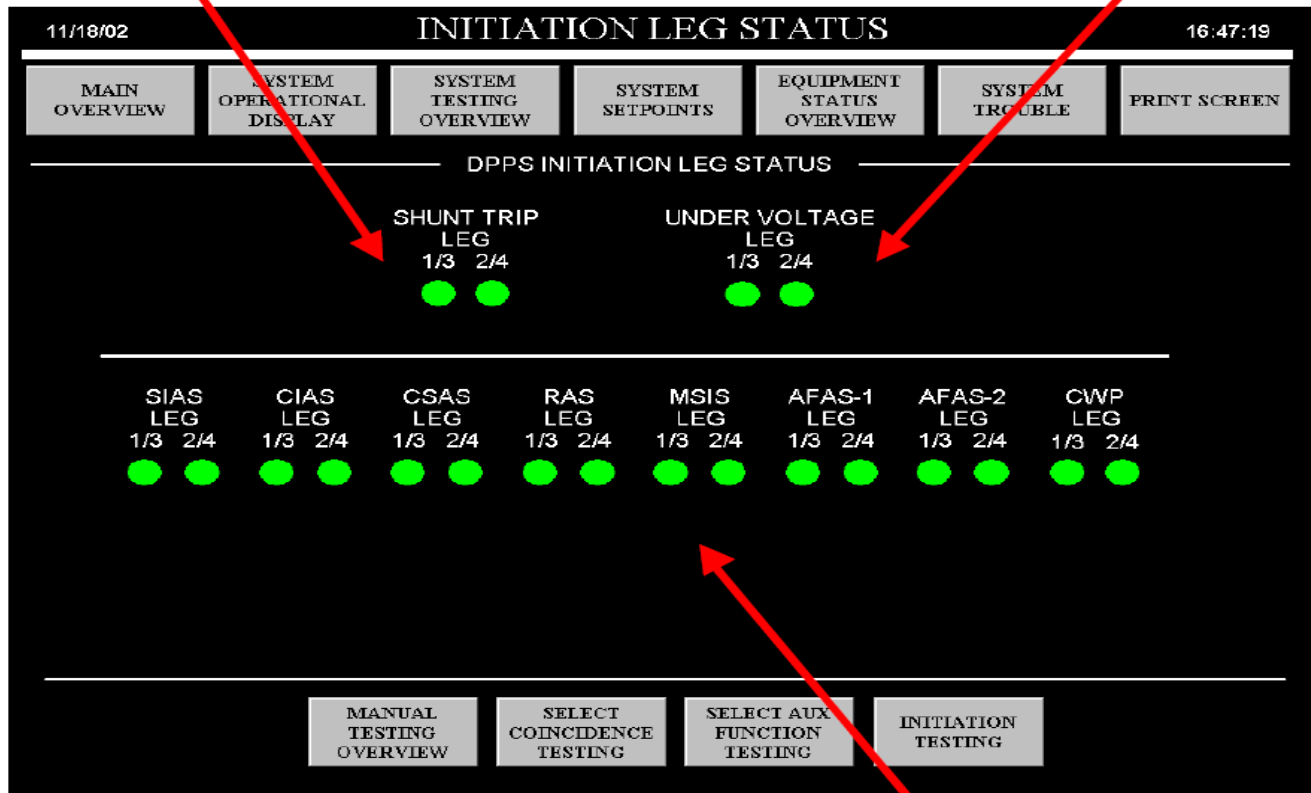 11/18/02 INITIATION LEG STATUS 16:47:19
MAIN OVERVIEW
SYSTEM OPERATIONAL DISPLAY
SYSTEM TESTING OVERVIEW
SYSTEM SETPOINTS
EQUIPMENT STATUS OVERVIEW
SYSTEM TROUBLE
PRINT SCREEN
DPPS INITIATION LEG STATUS
SHUNT TRIP
LEG
1/3 2/4
UNDER VOLTAGE
LEG
1/3 2/4
SIAS
LEG
1/3 2/4
CIAS
LEG
1/3 2/4
CSAS
LEG
1/3 2/4
RAS
LEG
1/3 2/4
MSIS
LEG
1/3 2/4
AFAS-1
LEG
1/3 2/4
AFAS-2
LEG
1/3 2/4
CWP
LEG
1/3 2/4
MANUAL TESTING OVERVIEW
SELECT COINCIDENCE TESTING
SELECT AUX FUNCTION TESTING
INITIATION TESTING